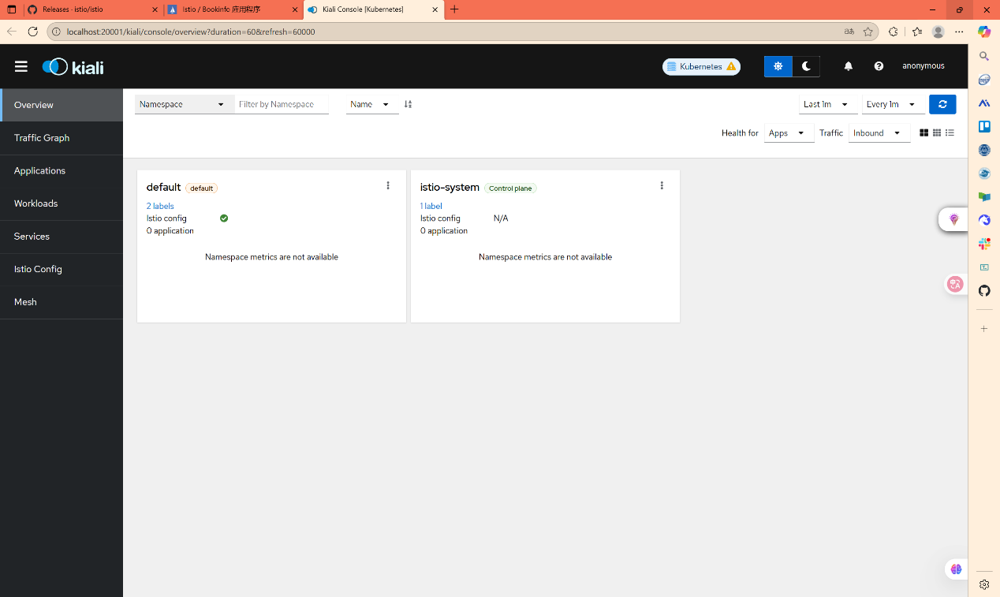 Releases · istio/istio
Istio / Bookinfo 应用程序
Kiali Console [Kubernetes]
localhost:20001/kiali/console/overview?duration=60&refresh=60000
kiali
Kubernetes
anonymous
Overview
Traffic Graph
Applications
Workloads
Services
Istio Config
Mesh
Namespace
Filter by Namespace
Name
Last 1m
Every 1m
Health for
Apps
Traffic
Inbound
default default
2 labels
Istio config
0 application
Namespace metrics are not available
istio-system Control plane
1 label
Istio config N/A
0 application
Namespace metrics are not available